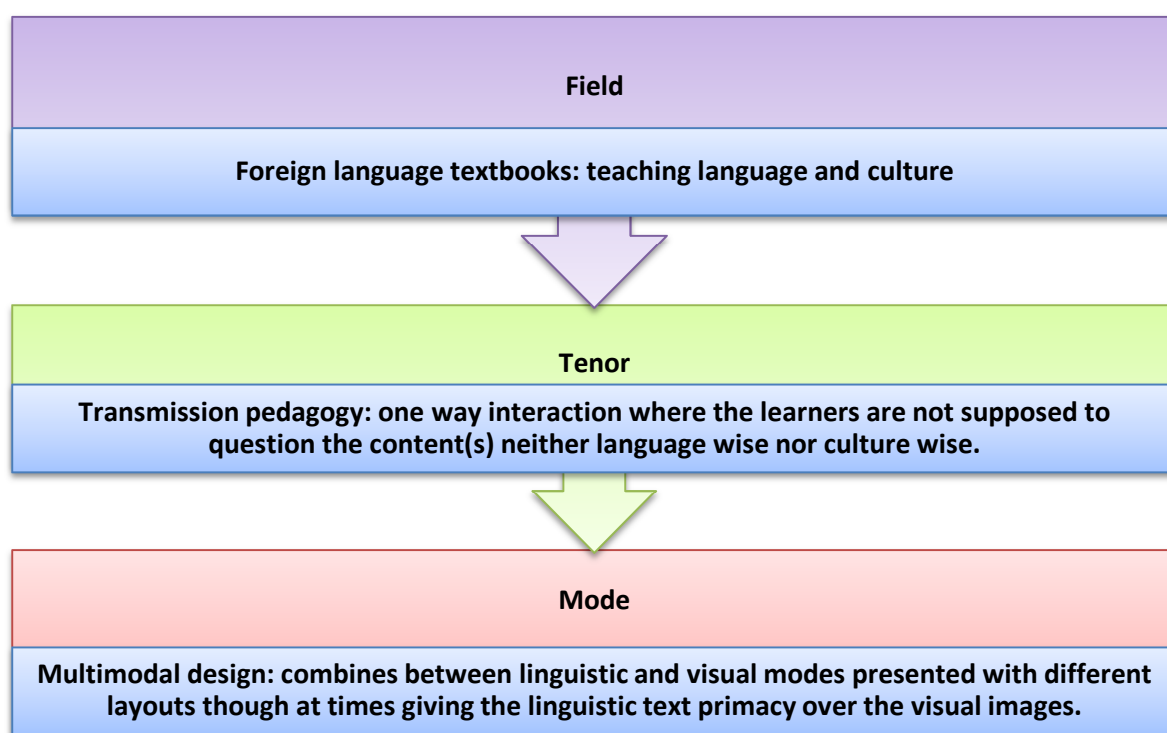 Field
Foreign language textbooks: teaching language and culture
Tenor
Transmission pedagogy: one way interaction where the learners are not supposed to
question the content(s) neither language wise nor culture wise.
Mode
Multimodal design: combines between linguistic and visual modes presented with different
layouts though at times giving the linguistic text primacy over the visual images.